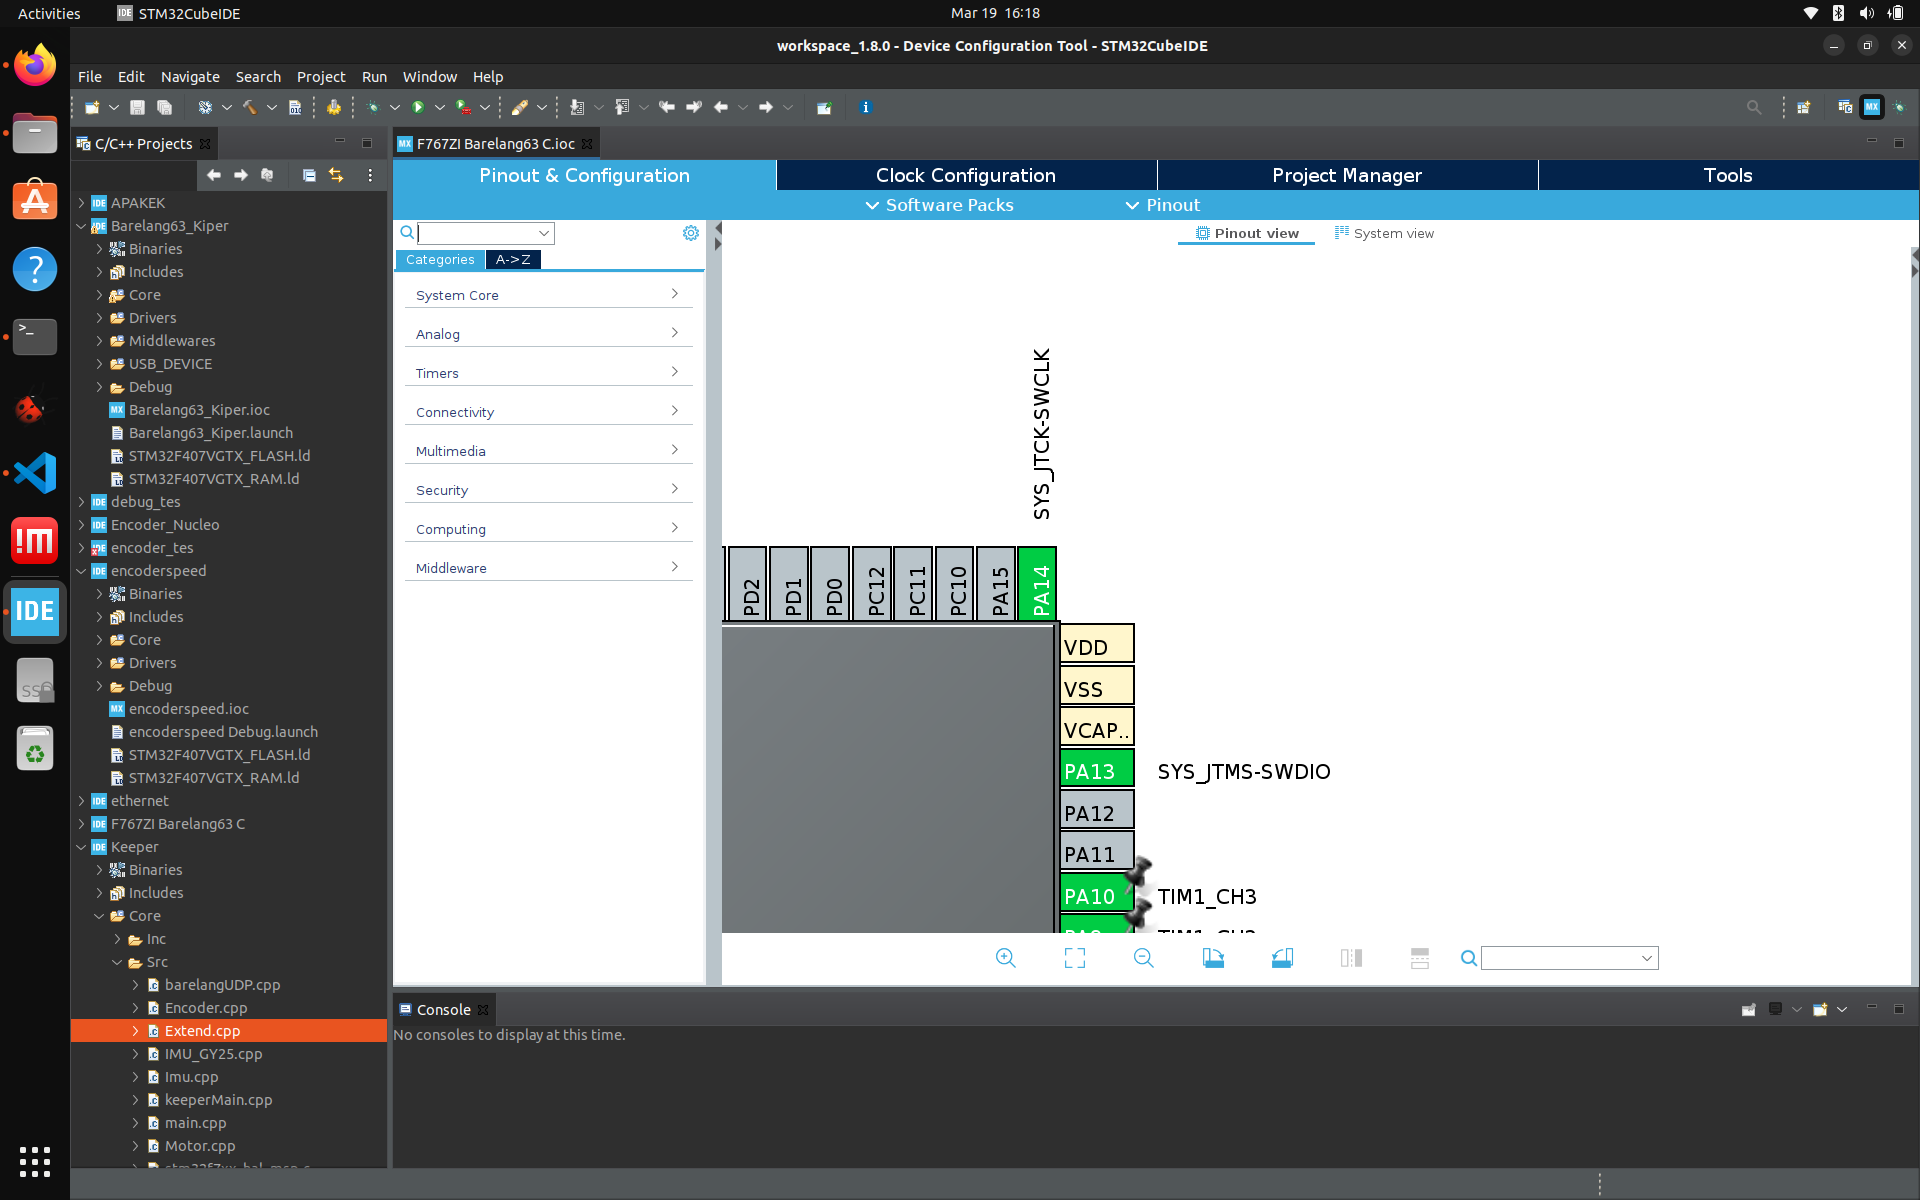 Activities
STM32CubeIDE
Mar 19 16:18
workspace_1.8.0 - Device Configuration Tool - STM32CubeIDE
File Edit Navigate Search Project Run Window Help
C/C++ Projects
APAKEK
Barelang63_Kiper
Binaries
Includes
Core
Drivers
Middlewares
USB_DEVICE
Debug
Barelang63_Kiper.ioc
Barelang63_Kiper.launch
STM32F407VGTX_FLASH.ld
STM32F407VGTX_RAM.ld
debug_tes
Encoder_Nucleo
encoder_tes
encoderspeed
Binaries
Includes
Core
Drivers
Debug
encoderspeed.ioc
encoderspeed Debug.launch
STM32F407VGTX_FLASH.ld
STM32F407VGTX_RAM.ld
ethernet
F767ZI Barelang63 C
Keeper
Binaries
Includes
Core
Inc
Src
barelangUDP.cpp
Encoder.cpp
Extend.cpp
IMU_GY25.cpp
Imu.cpp
keeperMain.cpp
main.cpp
Motor.cpp
F767ZI Barelang63 C.ioc
Pinout & Configuration
Clock Configuration
Project Manager
Tools
Software Packs
Pinout
Categories
A->Z
System Core
Analog
Timers
Connectivity
Multimedia
Security
Computing
Middleware
Pinout view
System view
SYS_JTCK-SWCLK
PD2
PD1
PD0
PC12
PC11
PC10
PA15
PA14
VDD
VSS
VCAP..
PA13
SYS_JTMS-SWDIO
PA12
PA11
PA10
TIM1_CH3
Console
No consoles to display at this time.
IDE